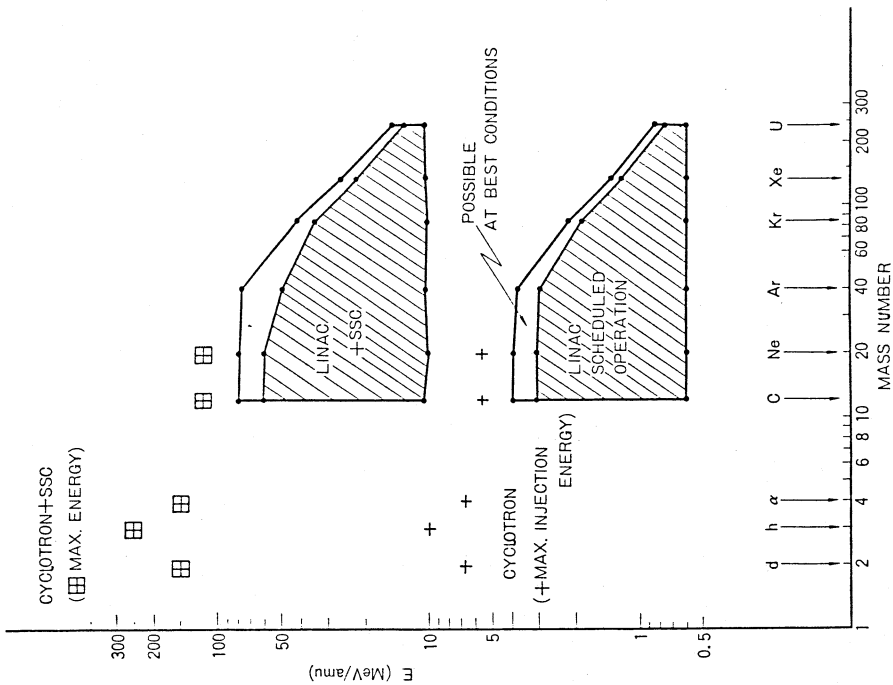 CYCLOTRON+SSC
(⊞ MAX. ENERGY)
LINAC
+SSC
POSSIBLE
AT BEST CONDITIONS
CYCLOTRON
(+MAX. INJECTION
ENERGY)
LINAC
SCHEDULED
OPERATION
E (MeV/amu)
300
200
100
50
10
5
1
0.5
d
h
α
C
Ne
Ar
Kr
Xe
U
1
2
4
6
8
10
20
40
60
80
100
200
300
MASS NUMBER